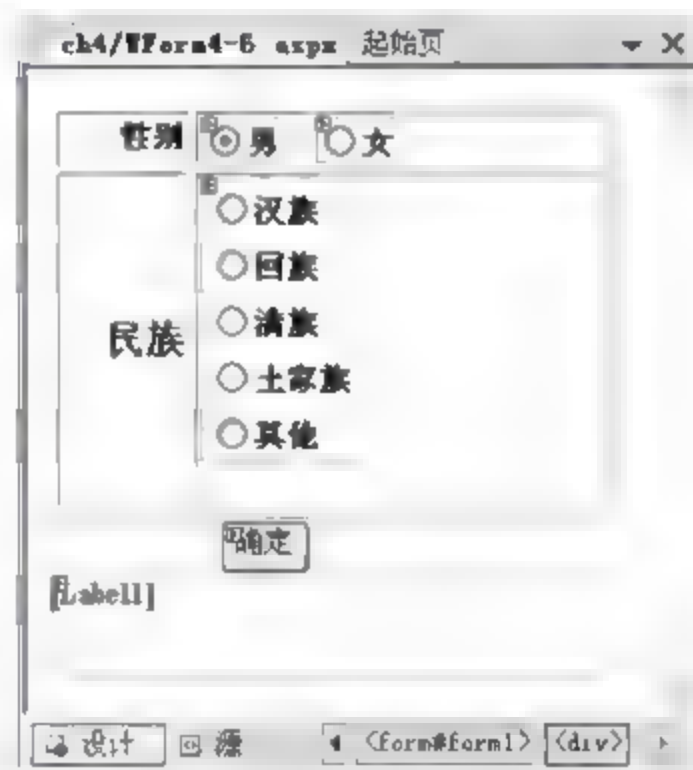 ch4/WForm4-6 aspx 起始页
性别 男 女
汉族
回族
民族 满族
土家族
其他
确定
[Label1]
设计 源 <form#form1> <div>